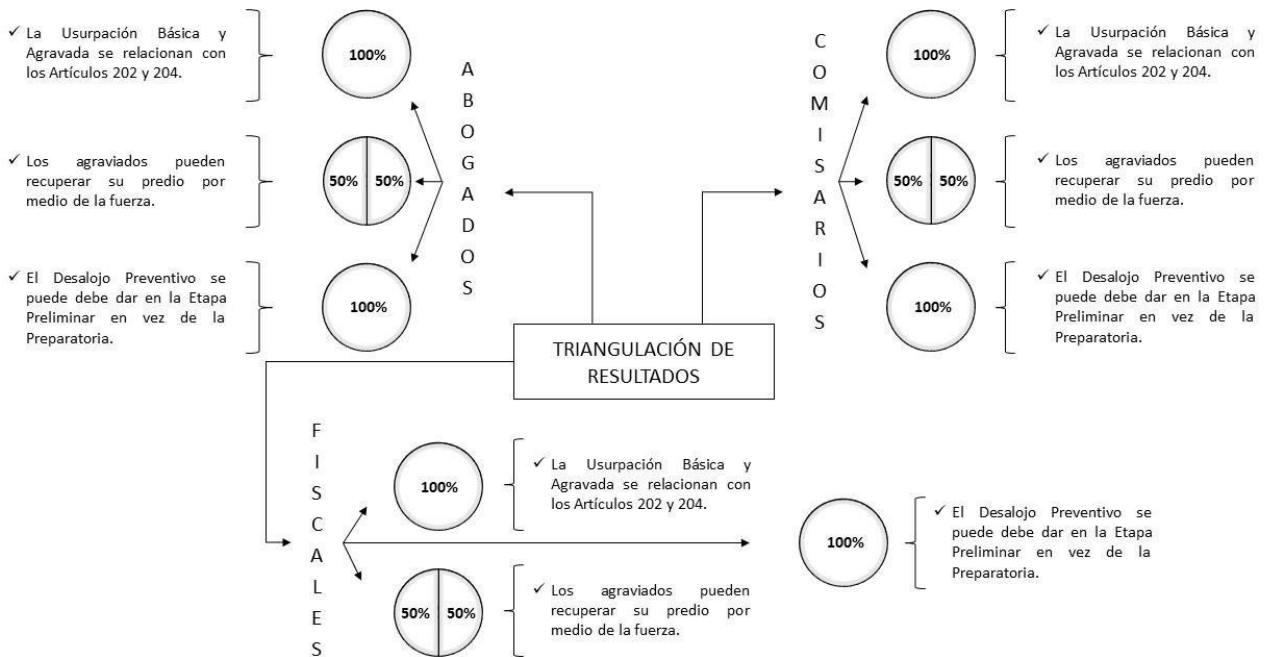 ✓ La Usurpación Básica y
Agravada se relacionan con
los Artículos 202 y 204.
100%
✓ Los agraviados pueden
recuperar su predio por
medio de la fuerza.
50% 50%
✓ El Desalojo Preventivo se
puede debe dar en la Etapa
Preliminar en vez de la
Preparatoria.
100%
ABOGADOS
COMISARIOS
100%
✓ La Usurpación Básica y
Agravada se relacionan con
los Artículos 202 y 204.
50% 50%
✓ Los agraviados pueden
recuperar su predio por
medio de la fuerza.
100%
✓ El Desalojo Preventivo se
puede debe dar en la Etapa
Preliminar en vez de la
Preparatoria.
TRIANGULACIÓN DE
RESULTADOS
FISCALES
100%
✓ La Usurpación Básica y
Agravada se relacionan con
los Artículos 202 y 204.
50% 50%
✓ Los agraviados pueden
recuperar su predio por
medio de la fuerza.
100%
✓ El Desalojo Preventivo se
puede debe dar en la Etapa
Preliminar en vez de la
Preparatoria.